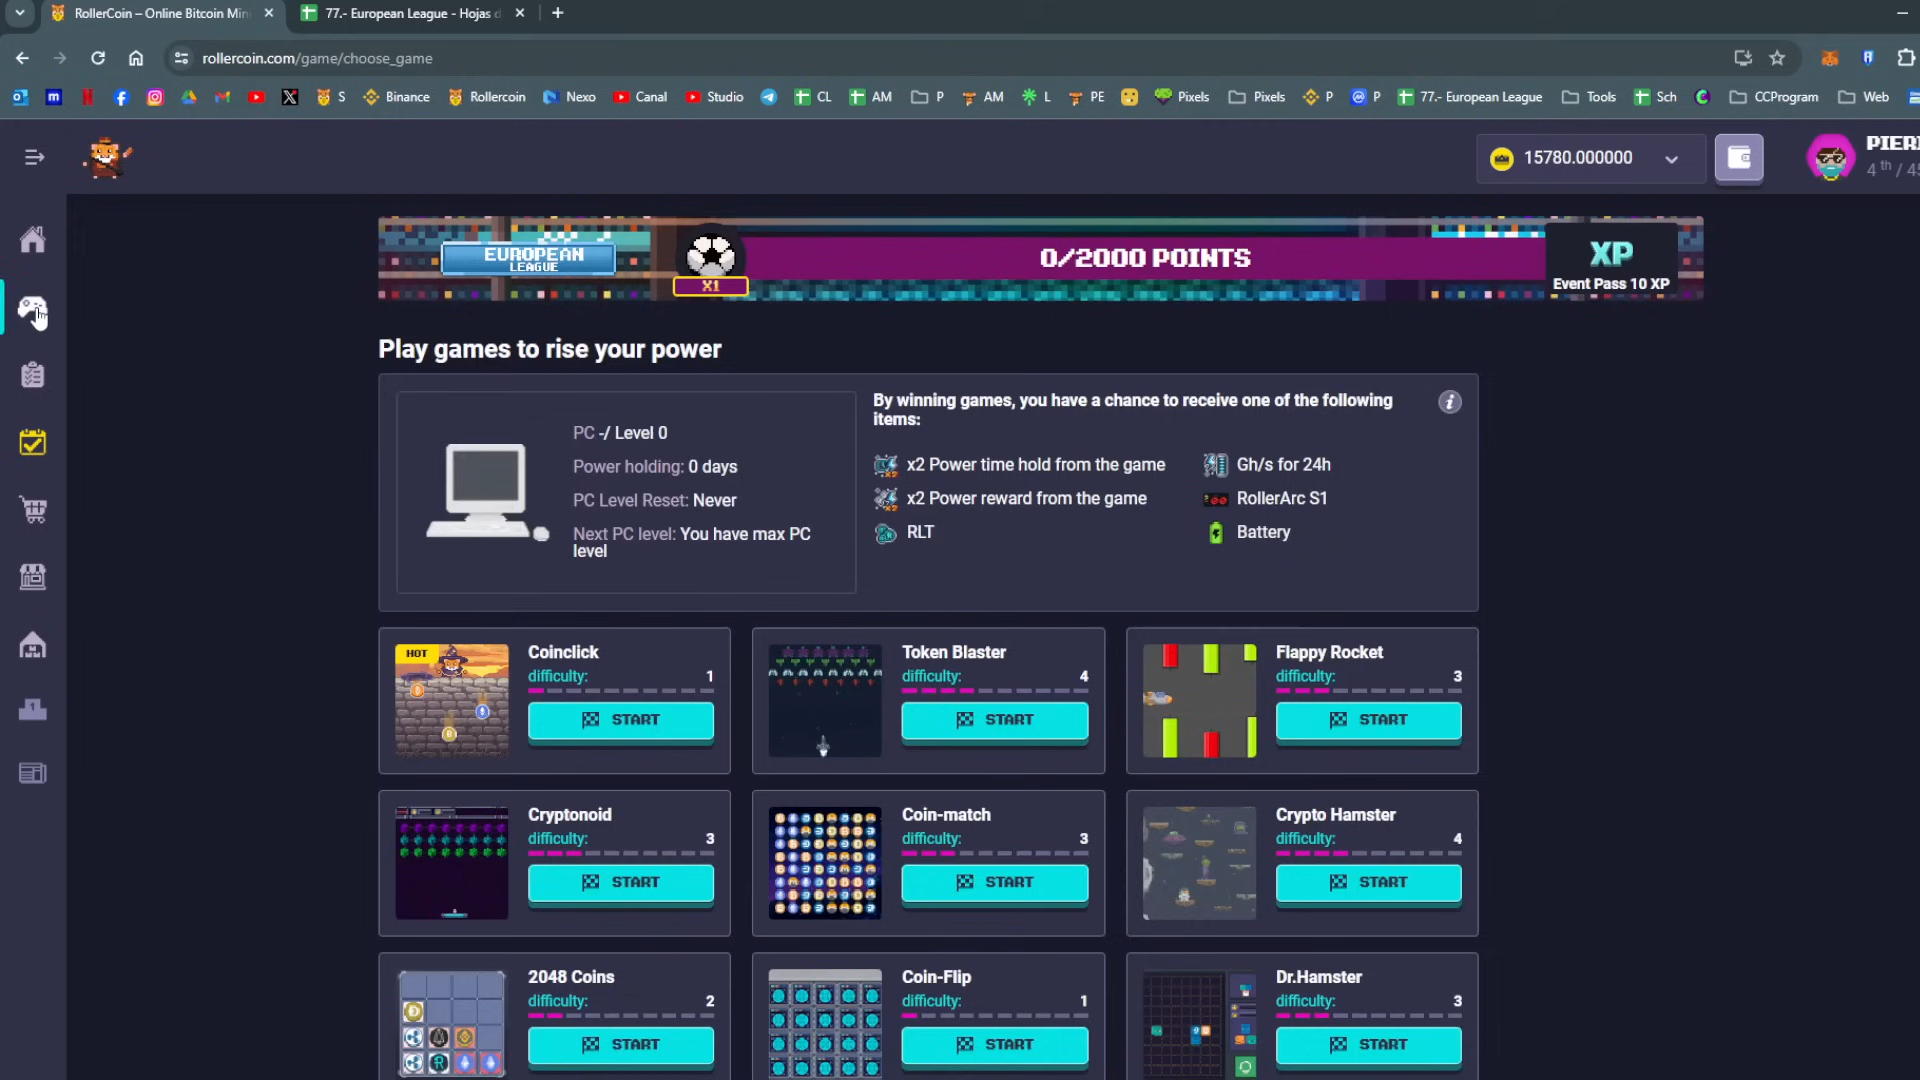 RollerCoin – Online Bitcoin Min
77.- European League - Hojas d
rollercoin.com/game/choose_game
S
Binance
Rollercoin
Nexo
Canal
Studio
CL
AM
P
AM
L
PE
Pixels
Pixels
P
P
77.- European League
Tools
Sch
CCProgram
Web
15780.000000
PIERI
4 th / 45
EUROPEAN
LEAGUE
X1
0/2000 POINTS
XP
Event Pass 10 XP
Play games to rise your power
PC -/ Level 0
Power holding: 0 days
PC Level Reset: Never
Next PC level: You have max PC
level
By winning games, you have a chance to receive one of the following
items:
x2 Power time hold from the game
Gh/s for 24h
x2 Power reward from the game
RollerArc S1
RLT
Battery
HOT
Coinclick
difficulty: 1
START
Token Blaster
difficulty: 4
START
Flappy Rocket
difficulty: 3
START
Cryptonoid
difficulty: 3
START
Coin-match
difficulty: 3
START
Crypto Hamster
difficulty: 4
START
2048 Coins
difficulty: 2
START
Coin-Flip
difficulty: 1
START
Dr.Hamster
difficulty: 3
START